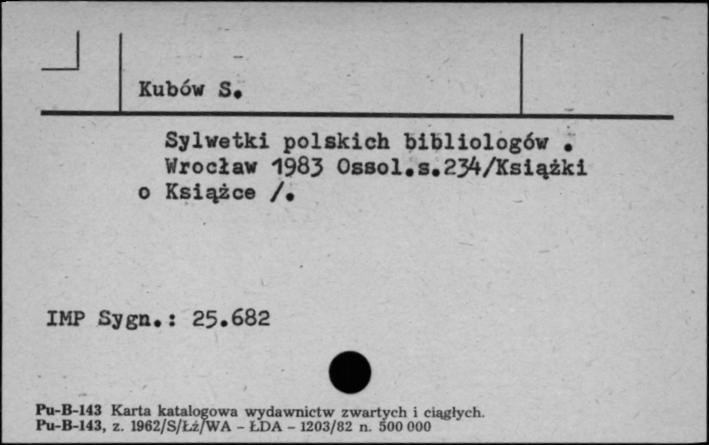 Kubów S.
Sylwetki polskich bibliologów .
Wrocław 1983 Ossol.s.234/Książki
o Książce /.
IMP Sygn.: 25.682
Pu-B-143 Karta katalogowa wydawnictw zwartych i ciągłych.
Pu-B-143, z. 1962/S/Łż/WA - ŁDA - 1203/82 n. 500 000